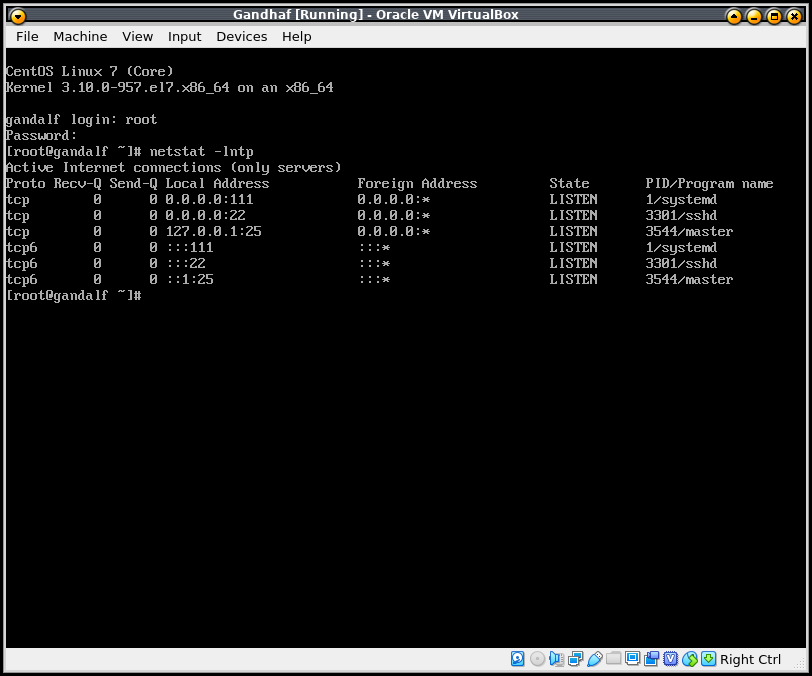 Gandhaf [Running] - Oracle VM VirtualBox
File Machine View Input Devices Help
CentOS Linux 7 (Core)
Kernel 3.10.0-957.el7.x86_64 on an x86_64
gandalf login: root
Password:
[root@gandalf ~]# netstat -lntp
Active Internet connections (only servers)
Proto Recv-Q Send-Q Local Address Foreign Address State PID/Program name
tcp 0 0 0.0.0.0:111 0.0.0.0:* LISTEN 1/systemd
tcp 0 0 0.0.0.0:22 0.0.0.0:* LISTEN 3301/sshd
tcp 0 0 127.0.0.1:25 0.0.0.0:* LISTEN 3544/master
tcp6 0 0 :::111 :::* LISTEN 1/systemd
tcp6 0 0 :::22 :::* LISTEN 3301/sshd
tcp6 0 0 ::1:25 :::* LISTEN 3544/master
[root@gandalf ~]#
Right Ctrl